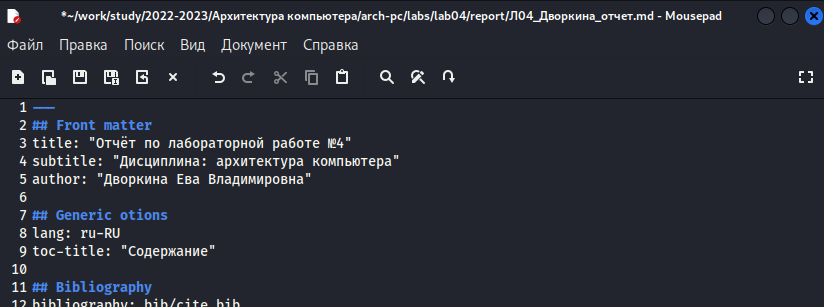 *~/work/study/2022-2023/Архитектура компьютера/arch-pc/labs/lab04/report/Л04_Дворкина_отчет.md - Mousepad
Файл Правка Поиск Вид Документ Справка
1 ---
2 ## Front matter
3 title: "Отчёт по лабораторной работе №4"
4 subtitle: "Дисциплина: архитектура компьютера"
5 author: "Дворкина Ева Владимировна"
6
7 ## Generic otions
8 lang: ru-RU
9 toc-title: "Содержание"
10
11 ## Bibliography
12 bibliography: bib/cite.bib